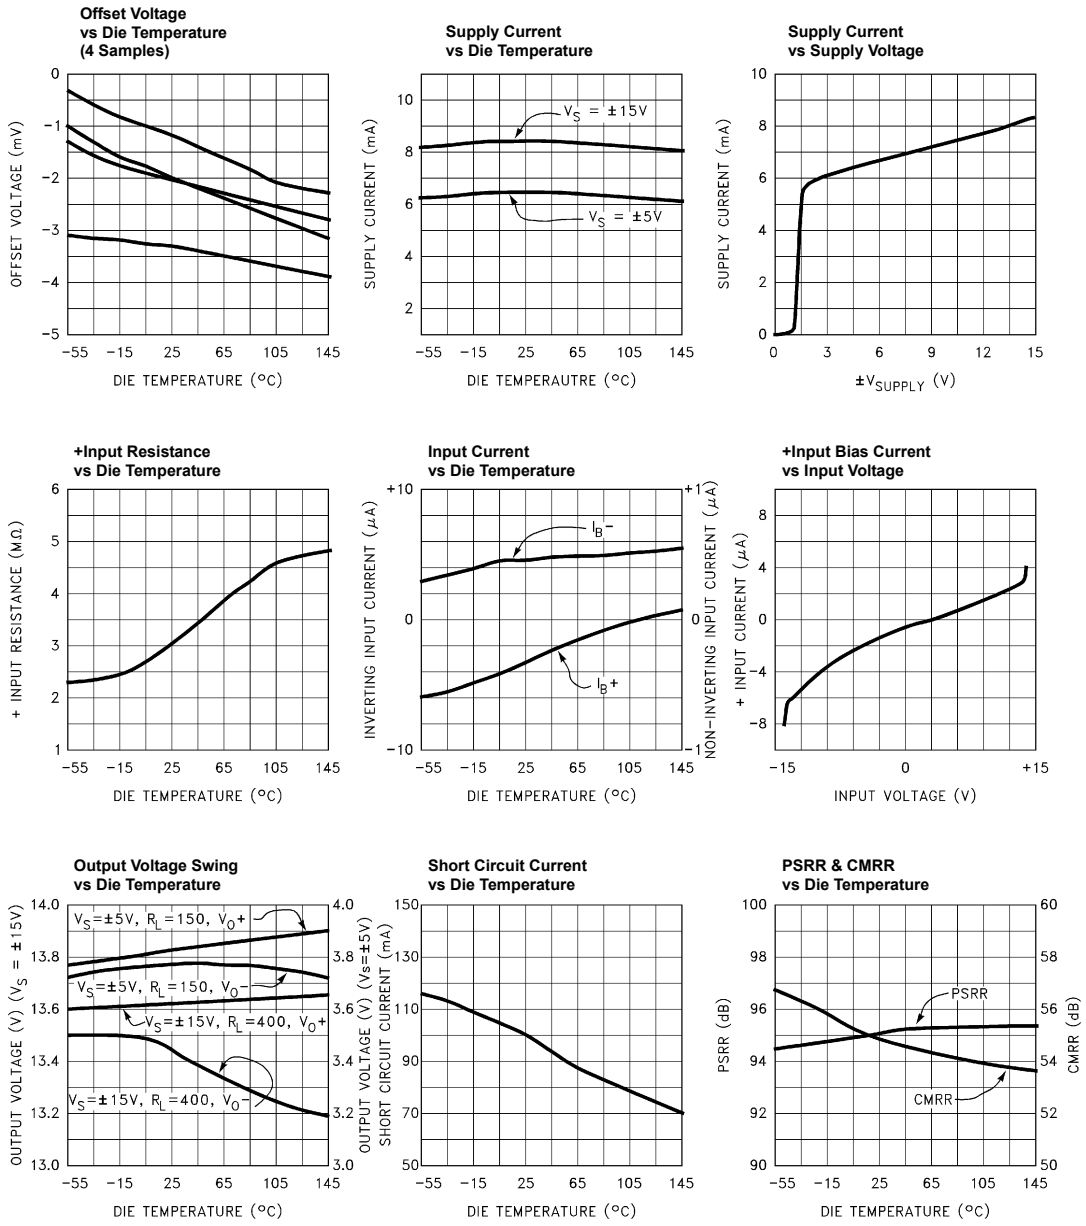 Offset Voltage
vs Die Temperature
(4 Samples)
0
−1
−2
−3
−4
−5
OFFSET VOLTAGE (mV)
−55 −15 25 65 105 145
DIE TEMPERATURE (°C)
Supply Current
vs Die Temperature
10
8
6
4
2
SUPPLY CURRENT (mA)
VS = ±15V
VS = ±5V
−55 −15 25 65 105 145
DIE TEMPERAUTRE (°C)
Supply Current
vs Supply Voltage
10
8
6
4
2
0
SUPPLY CURRENT (mA)
0 3 6 9 12 15
±VSUPPLY (V)
+Input Resistance
vs Die Temperature
6
5
4
3
2
1
+ INPUT RESISTANCE (MΩ)
−55 −15 25 65 105 145
DIE TEMPERATURE (°C)
Input Current
vs Die Temperature
+10
0
−10
INVERTING INPUT CURRENT (μA)
IB−
IB+
+1
0
−1
NON-INVERTING INPUT CURRENT (μA)
−55 −15 25 65 105 145
DIE TEMPERATURE (°C)
+Input Bias Current
vs Input Voltage
8
4
0
−4
−8
+ INPUT CURRENT (μA)
−15 0 +15
INPUT VOLTAGE (V)
Output Voltage Swing
vs Die Temperature
14.0
13.8
13.6
13.4
13.2
13.0
OUTPUT VOLTAGE (V) (VS = ±15V)
VS=±5V, RL=150, VO+
VS=±5V, RL=150, VO−
VS=±15V, RL=400, VO+
VS=±15V, RL=400, VO−
4.0
3.8
3.6
3.4
3.2
3.0
OUTPUT VOLTAGE (V) (Vs=±5V)
−55 −15 25 65 105 145
DIE TEMPERATURE (°C)
Short Circuit Current
vs Die Temperature
150
130
110
90
70
50
SHORT CIRCUIT CURRENT (mA)
−55 −15 25 65 105 145
DIE TEMPERATURE (°C)
PSRR & CMRR
vs Die Temperature
100
98
96
94
92
90
PSRR (dB)
PSRR
CMRR
60
58
56
54
52
50
CMRR (dB)
−55 −15 25 65 105 145
DIE TEMPERATURE (°C)